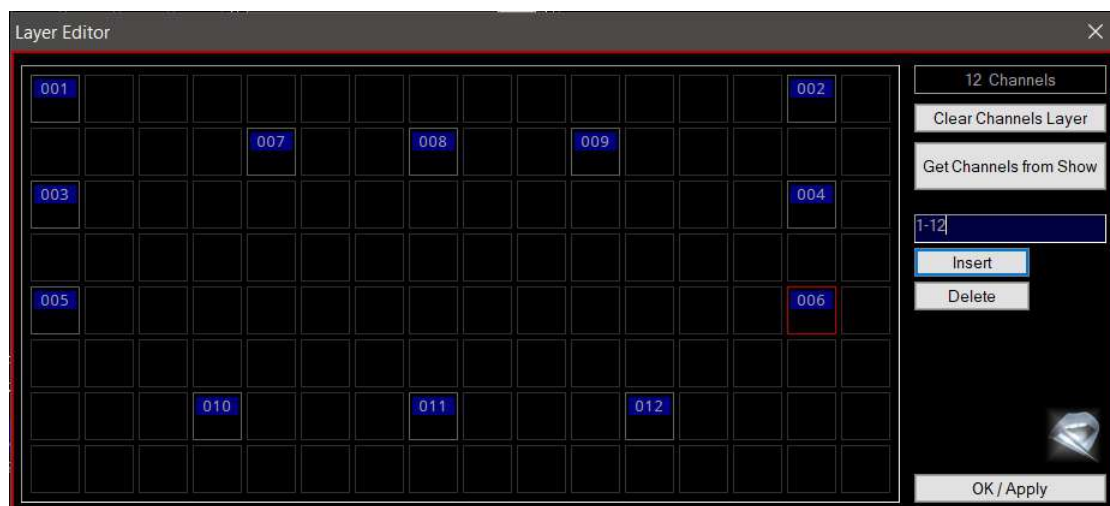 Layer Editor
12 Channels
001 002
Clear Channels Layer
007 008 009
Get Channels from Show
003 004
1-12
Insert
005 006
Delete
010 011 012
OK / Apply